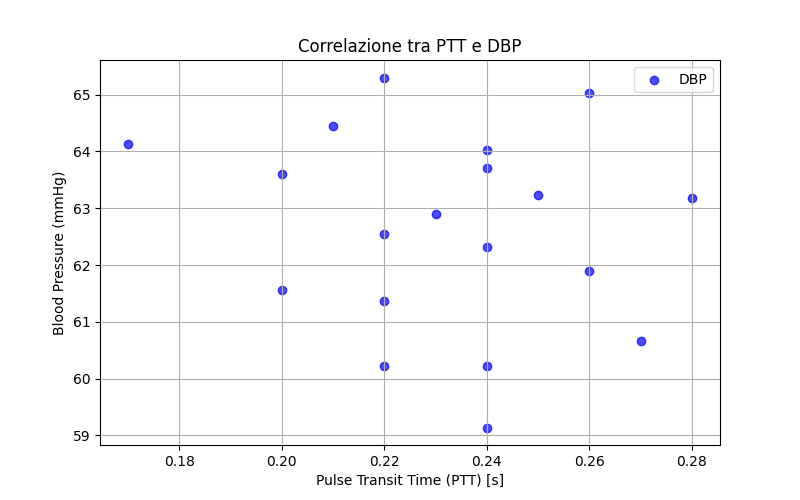 Correlazione tra PTT e DBP
DBP
65
64
63
62
61
60
59
Blood Pressure (mmHg)
0.18 0.20 0.22 0.24 0.26 0.28
Pulse Transit Time (PTT) [s]